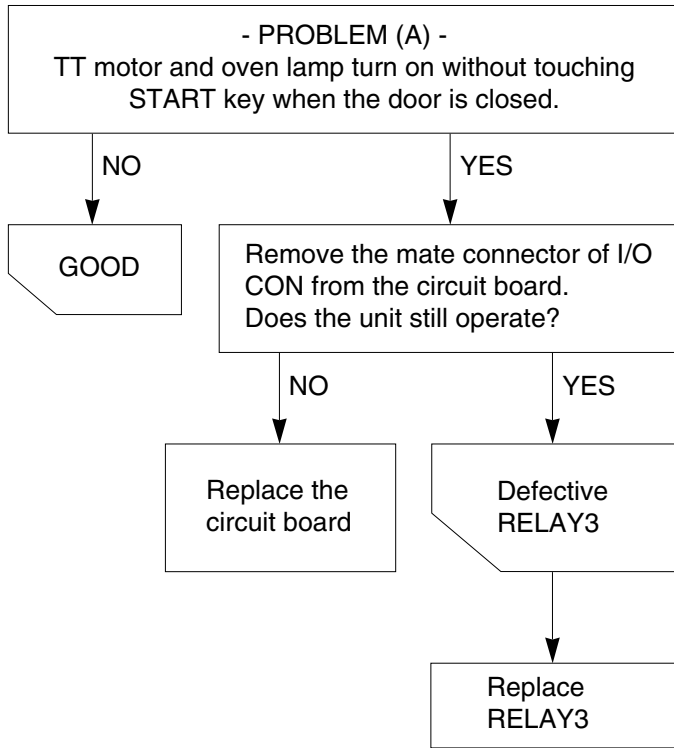 - PROBLEM (A) -
TT motor and oven lamp turn on without touching
START key when the door is closed.
NO
YES
GOOD
Remove the mate connector of I/O
CON from the circuit board.
Does the unit still operate?
NO
YES
Replace the
circuit board
Defective
RELAY3
Replace
RELAY3